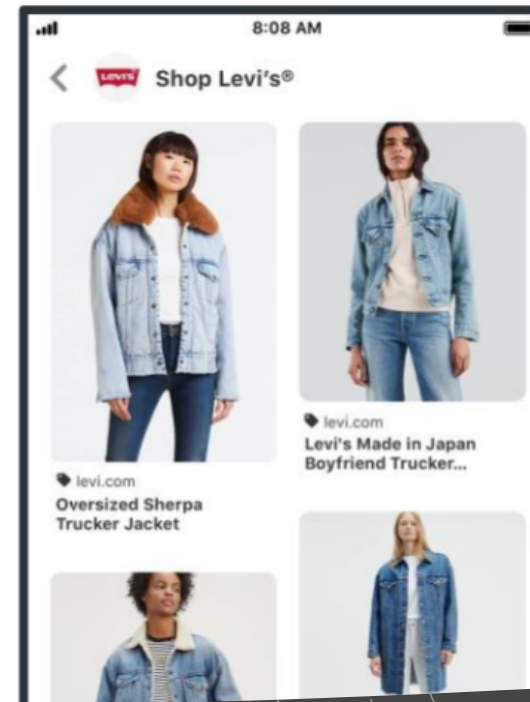 8:08 AM
LEVI'S
Shop Levi's®
levi.com
Oversized Sherpa
Trucker Jacket
levi.com
Levi's Made in Japan
Boyfriend Trucker...